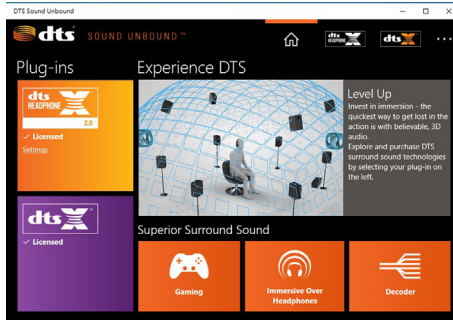 DTS Sound Unbound
dts SOUND UNBOUND™
dts HEADPHONE X
dts X
...
Plug-ins
Experience DTS
dts
HEADPHONE X
2.0
✓ Licensed
Settings
dts X
✓ Licensed
Level Up
Invest in immersion - the
quickest way to get lost in the
action is with believable, 3D
audio.
Explore and purchase DTS
surround sound technologies
by selecting your plug-in on
the left.
Superior Surround Sound
Gaming
Immersive Over
Headphones
Decoder